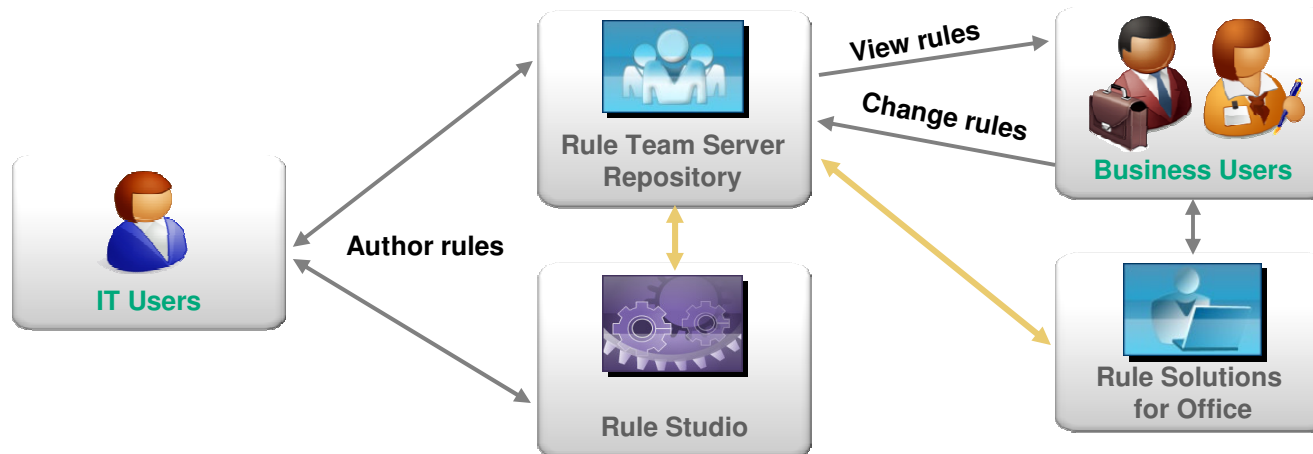 View rules
Change rules
Rule Team Server
Repository
Business Users
Author rules
IT Users
Rule Studio
Rule Solutions
for Office